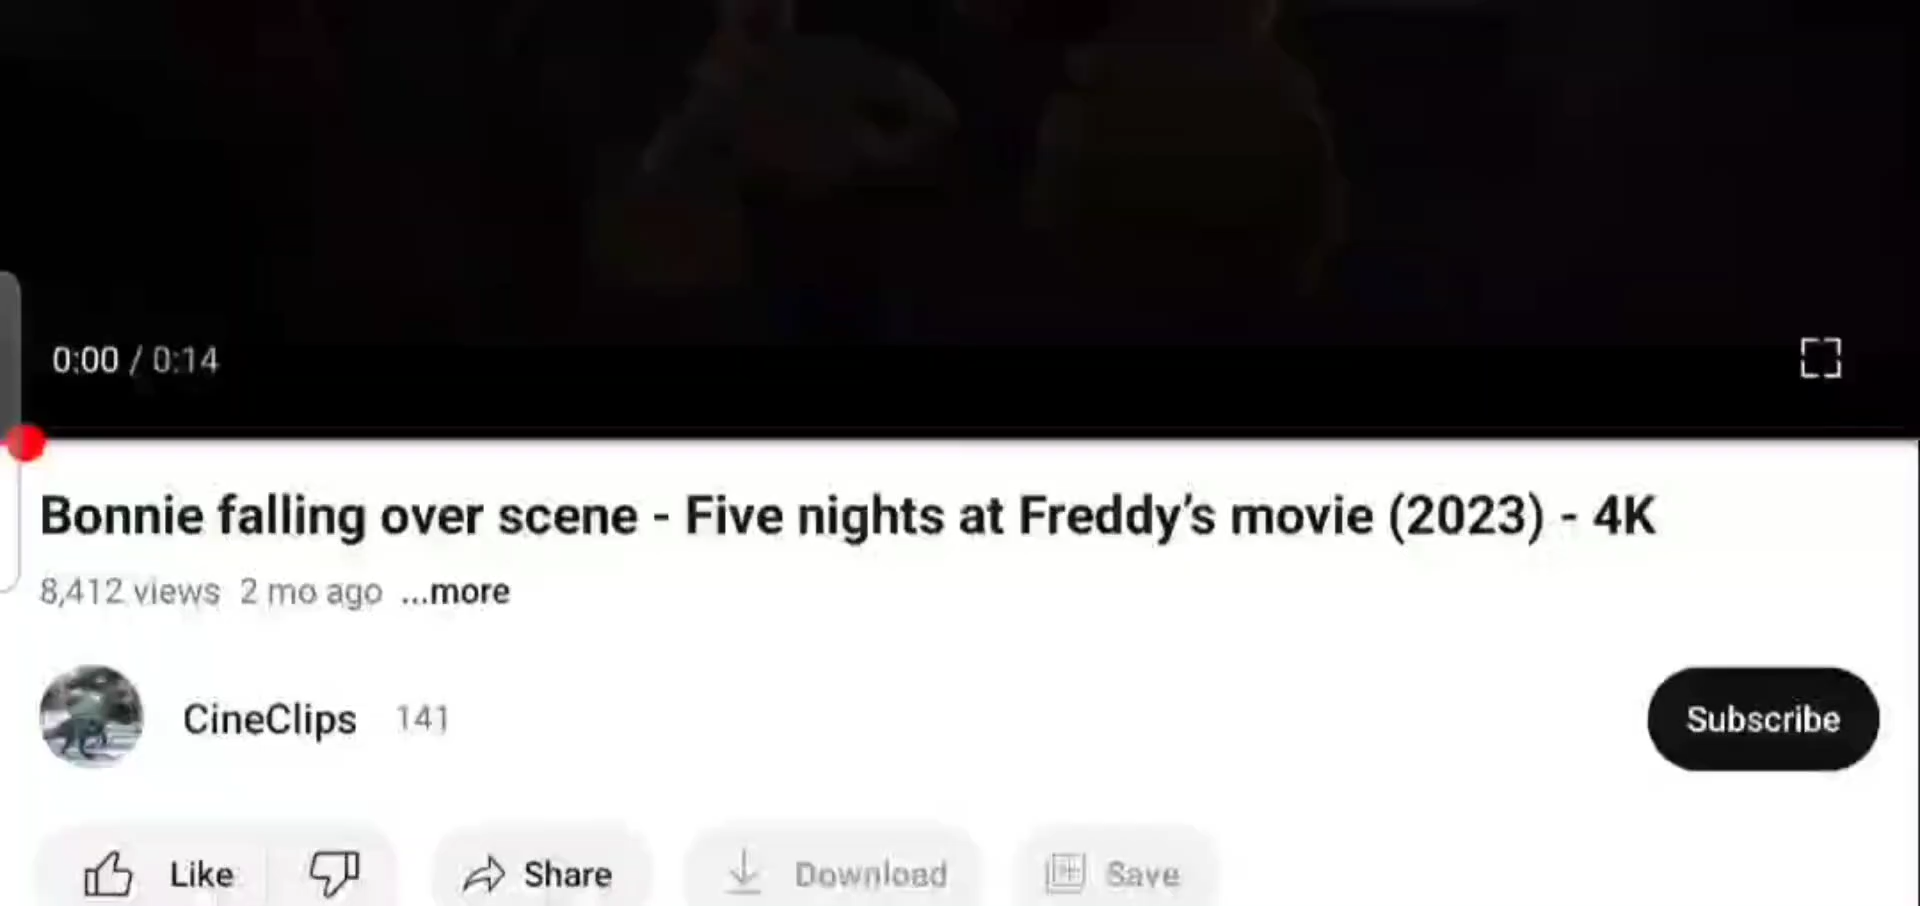 0:00 / 0:14
Bonnie falling over scene - Five nights at Freddy's movie (2023) - 4K
8,412 views 2 mo ago ...more
CineClips 141
Subscribe
Like Share Download Save